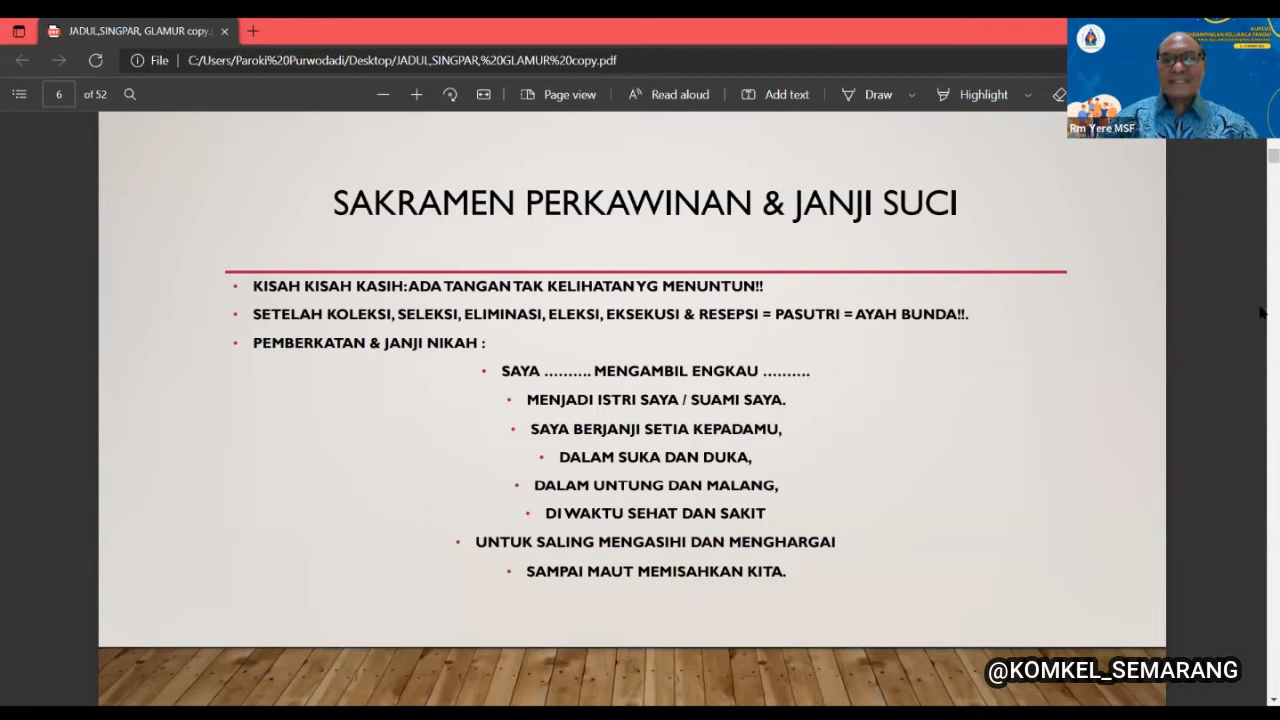 JADUL,SINGPAR, GLAMUR copy.
File C:/Users/Paroki%20Purwodadi/Desktop/JADUL,SINGPAR,%20GLAMUR%20copy.pdf
6 of 52 Page view Read aloud Add text Draw Highlight
Rm Yere MSF
SAKRAMEN PERKAWINAN & JANJI SUCI
• KISAH KISAH KASIH: ADA TANGAN TAK KELIHATAN YG MENUNTUN!!
• SETELAH KOLEKSI, SELEKSI, ELIMINASI, ELEKSI, EKSEKUSI & RESEPSI = PASUTRI = AYAH BUNDA!!.
• PEMBERKATAN & JANJI NIKAH :
• SAYA .......... MENGAMBIL ENGKAU ..........
• MENJADI ISTRI SAYA / SUAMI SAYA.
• SAYA BERJANJI SETIA KEPADAMU,
• DALAM SUKA DAN DUKA,
• DALAM UNTUNG DAN MALANG,
• DI WAKTU SEHAT DAN SAKIT
• UNTUK SALING MENGASIHI DAN MENGHARGAI
• SAMPAI MAUT MEMISAHKAN KITA.
@KOMKEL_SEMARANG